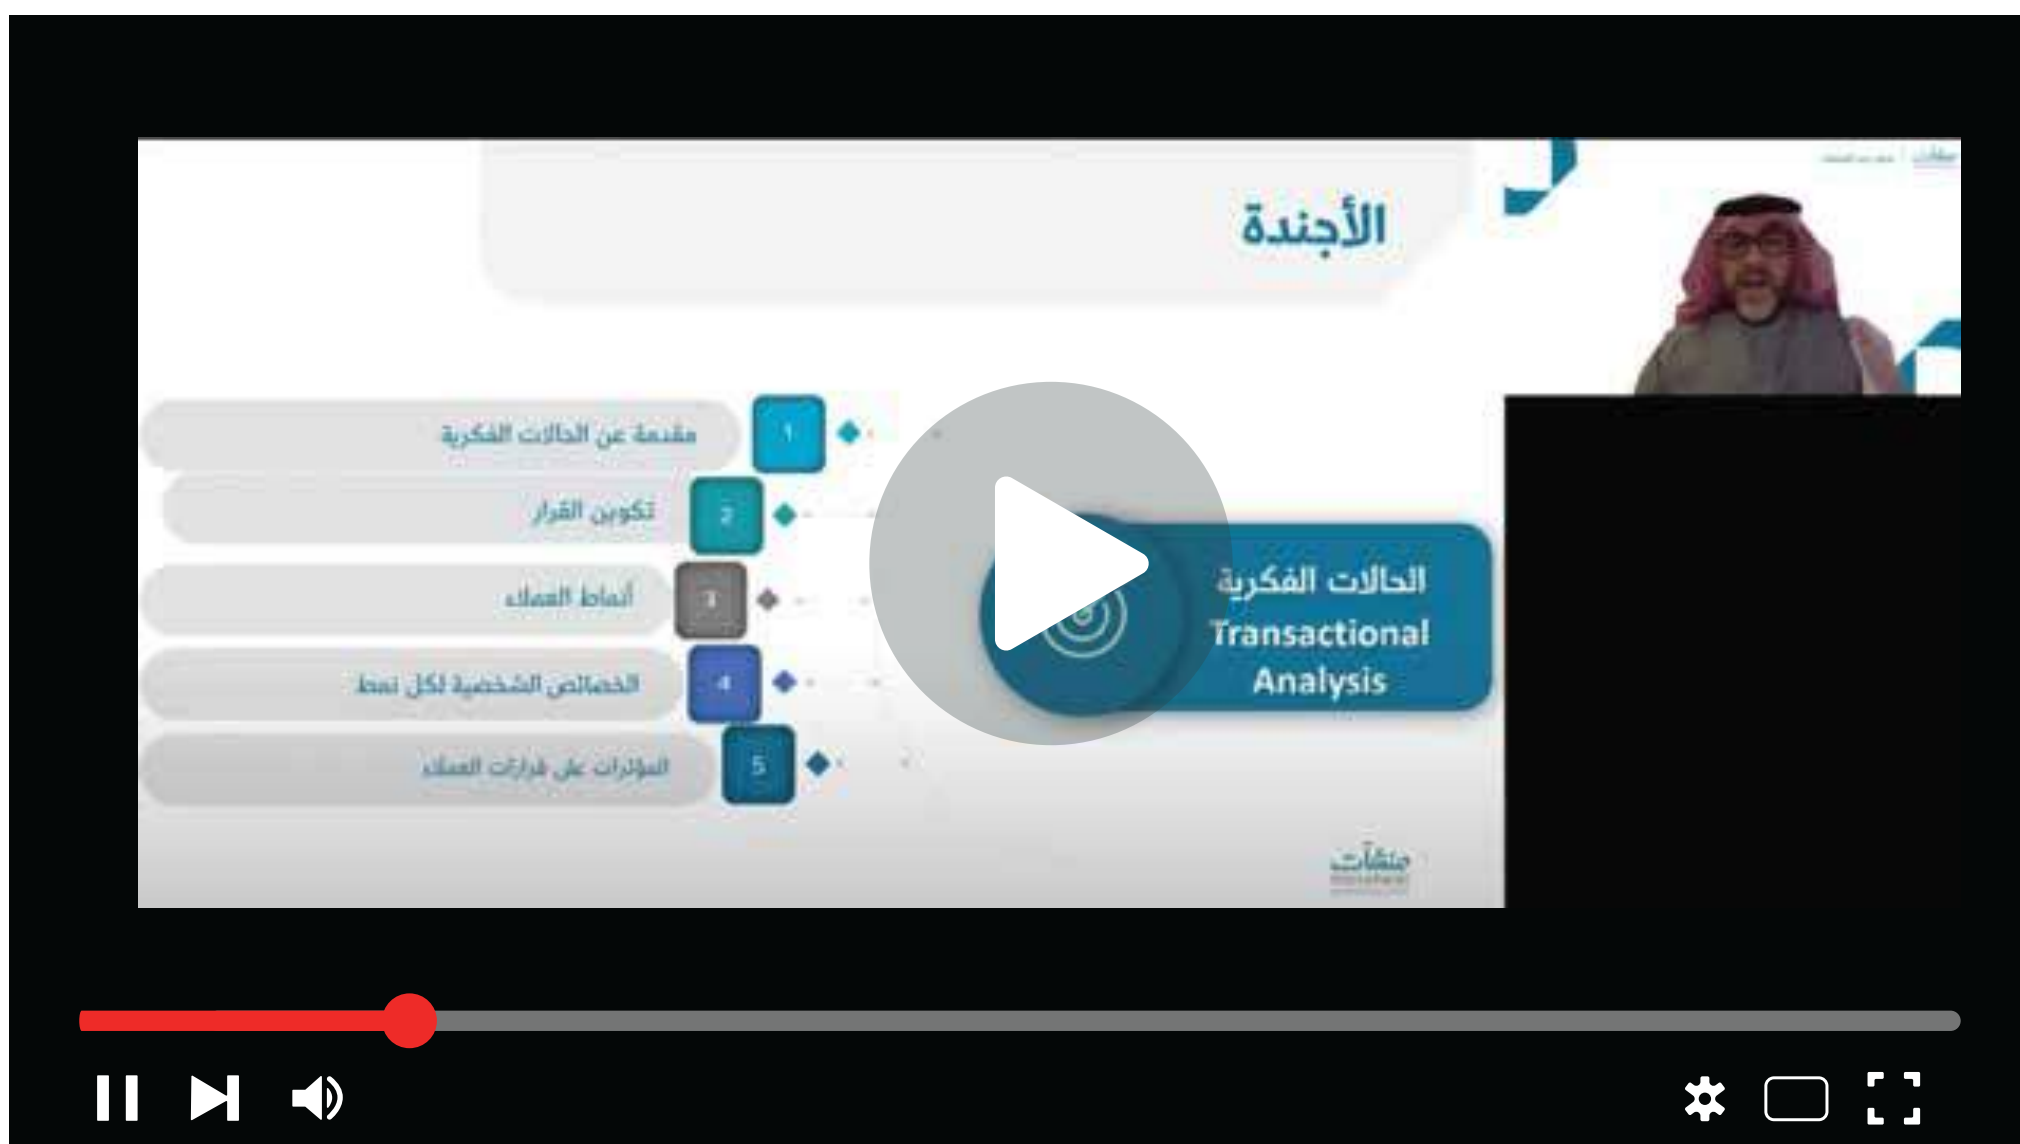 الأجندة
1
مقدمة عن الحالات الفكرية
2
تكوين القرار
3
أنماط العملاء
4
الخصائص الشخصية لكل نمط
5
المؤثرات على قرارات العملاء
الحالات الفكرية
Transactional
Analysis
منشآت